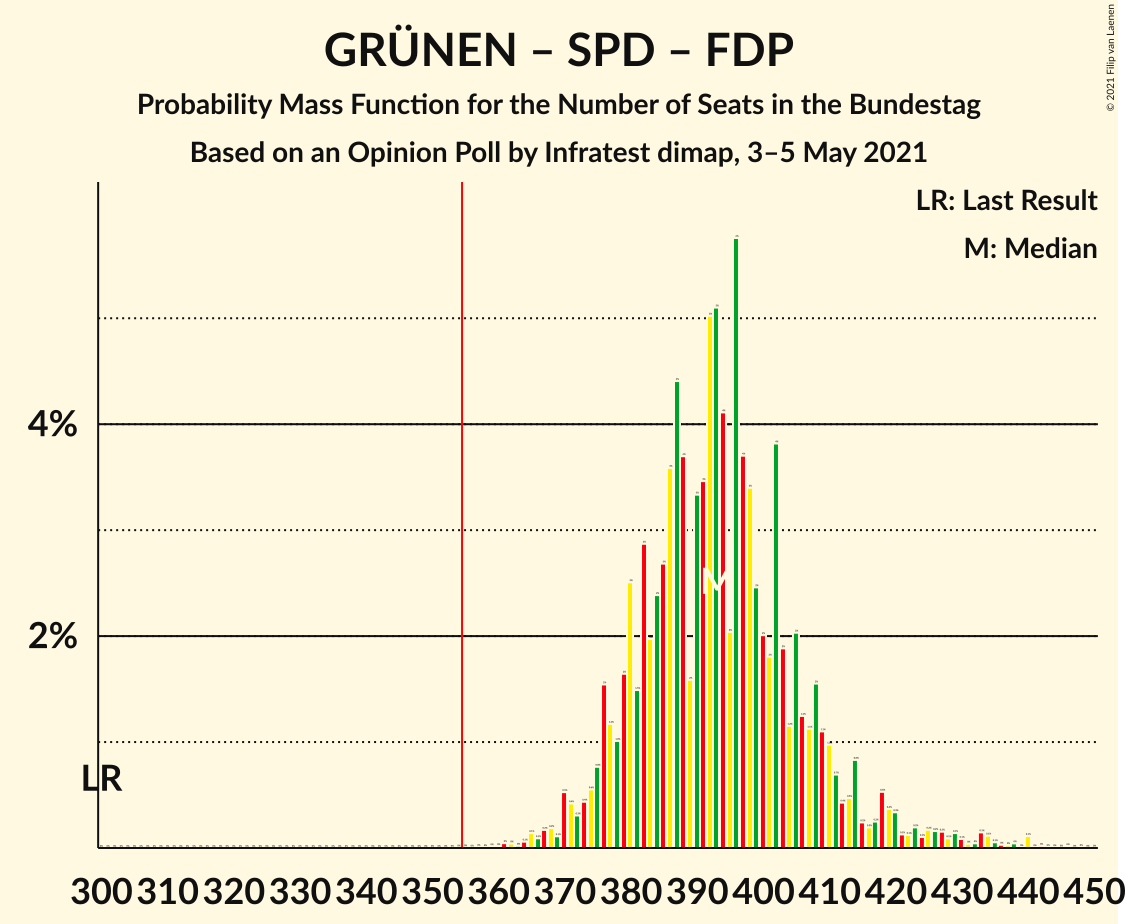 © 2021 Filip van Laenen
GRÜNEN – SPD – FDP
Probability Mass Function for the Number of Seats in the Bundestag
Based on an Opinion Poll by Infratest dimap, 3–5 May 2021
LR: Last Result
M: Median
4%
M
2%
LR
300 310 320 330 340 350 360 370 380 390 400 410 420 430 440 450